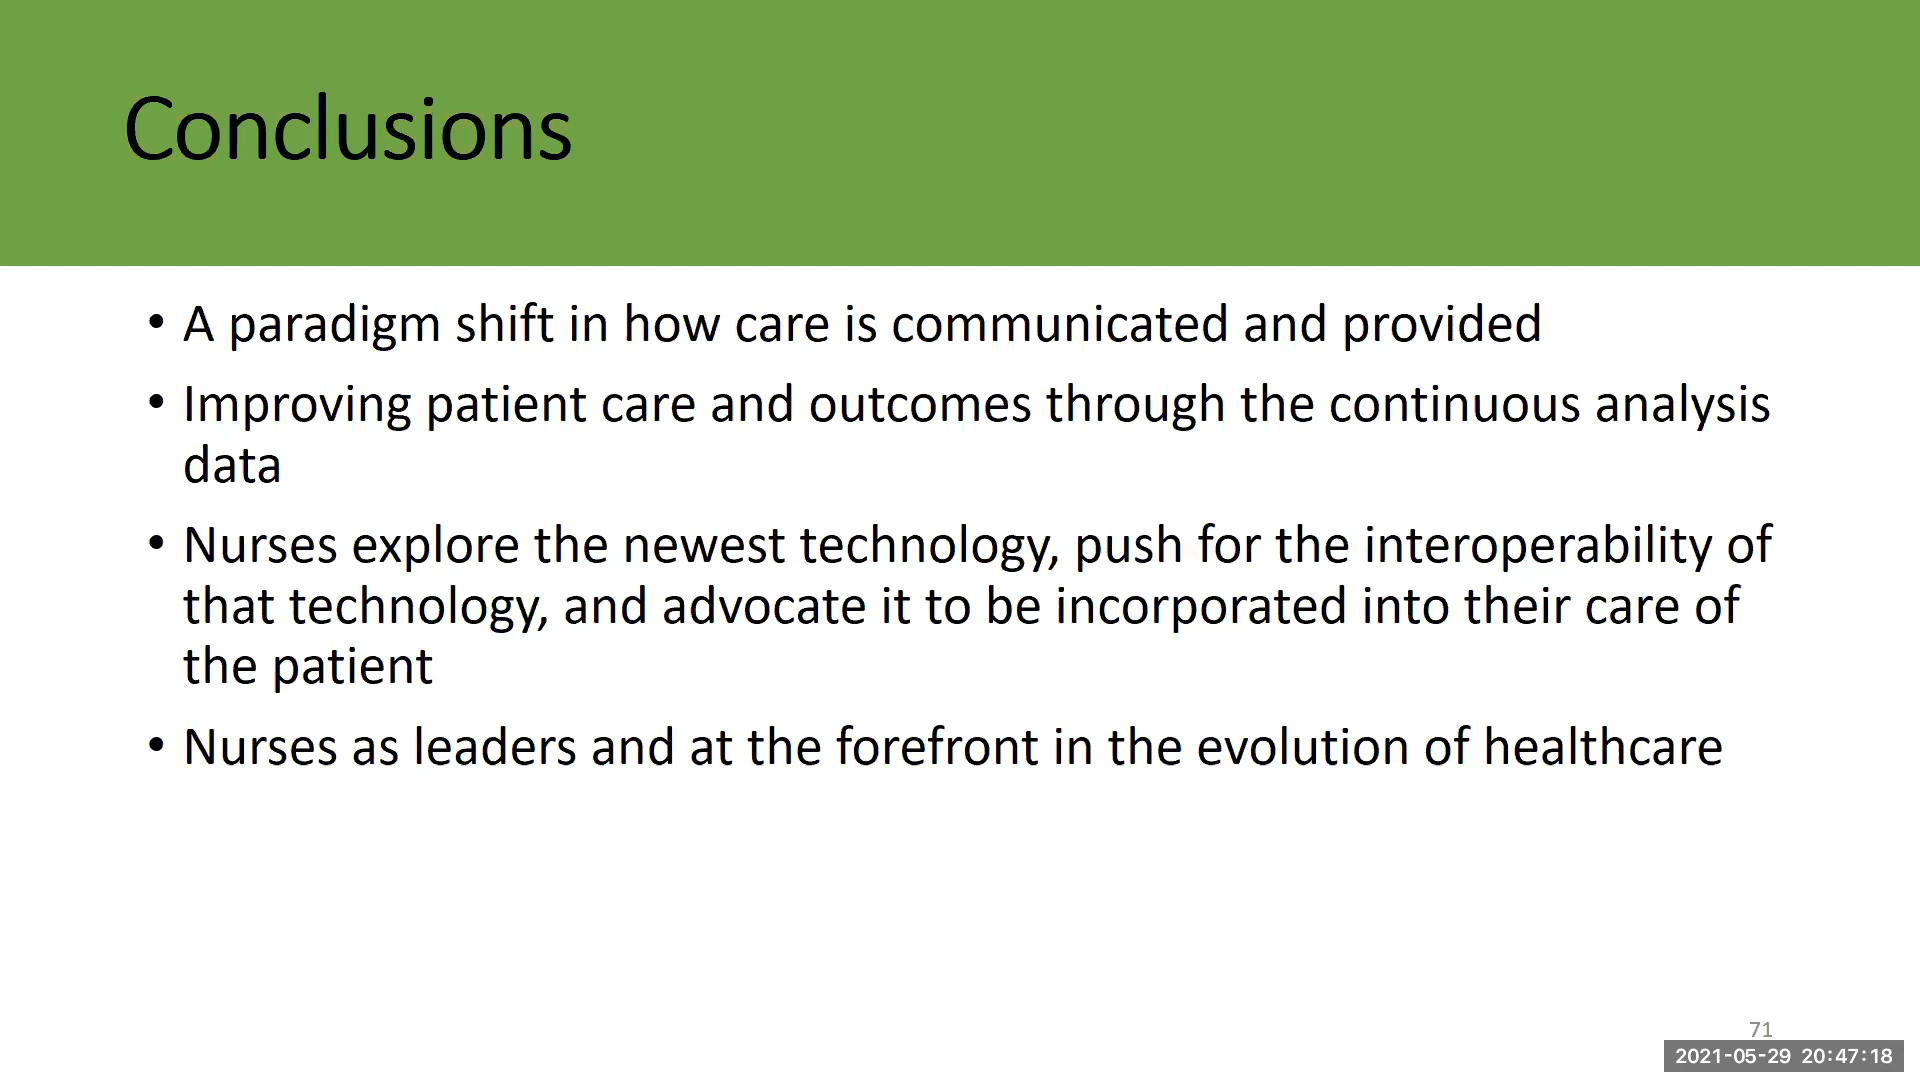 Conclusions
• A paradigm shift in how care is communicated and provided
• Improving patient care and outcomes through the continuous analysis
data
• Nurses explore the newest technology, push for the interoperability of
that technology, and advocate it to be incorporated into their care of
the patient
• Nurses as leaders and at the forefront in the evolution of healthcare
71
2021-05-29 20:47:18